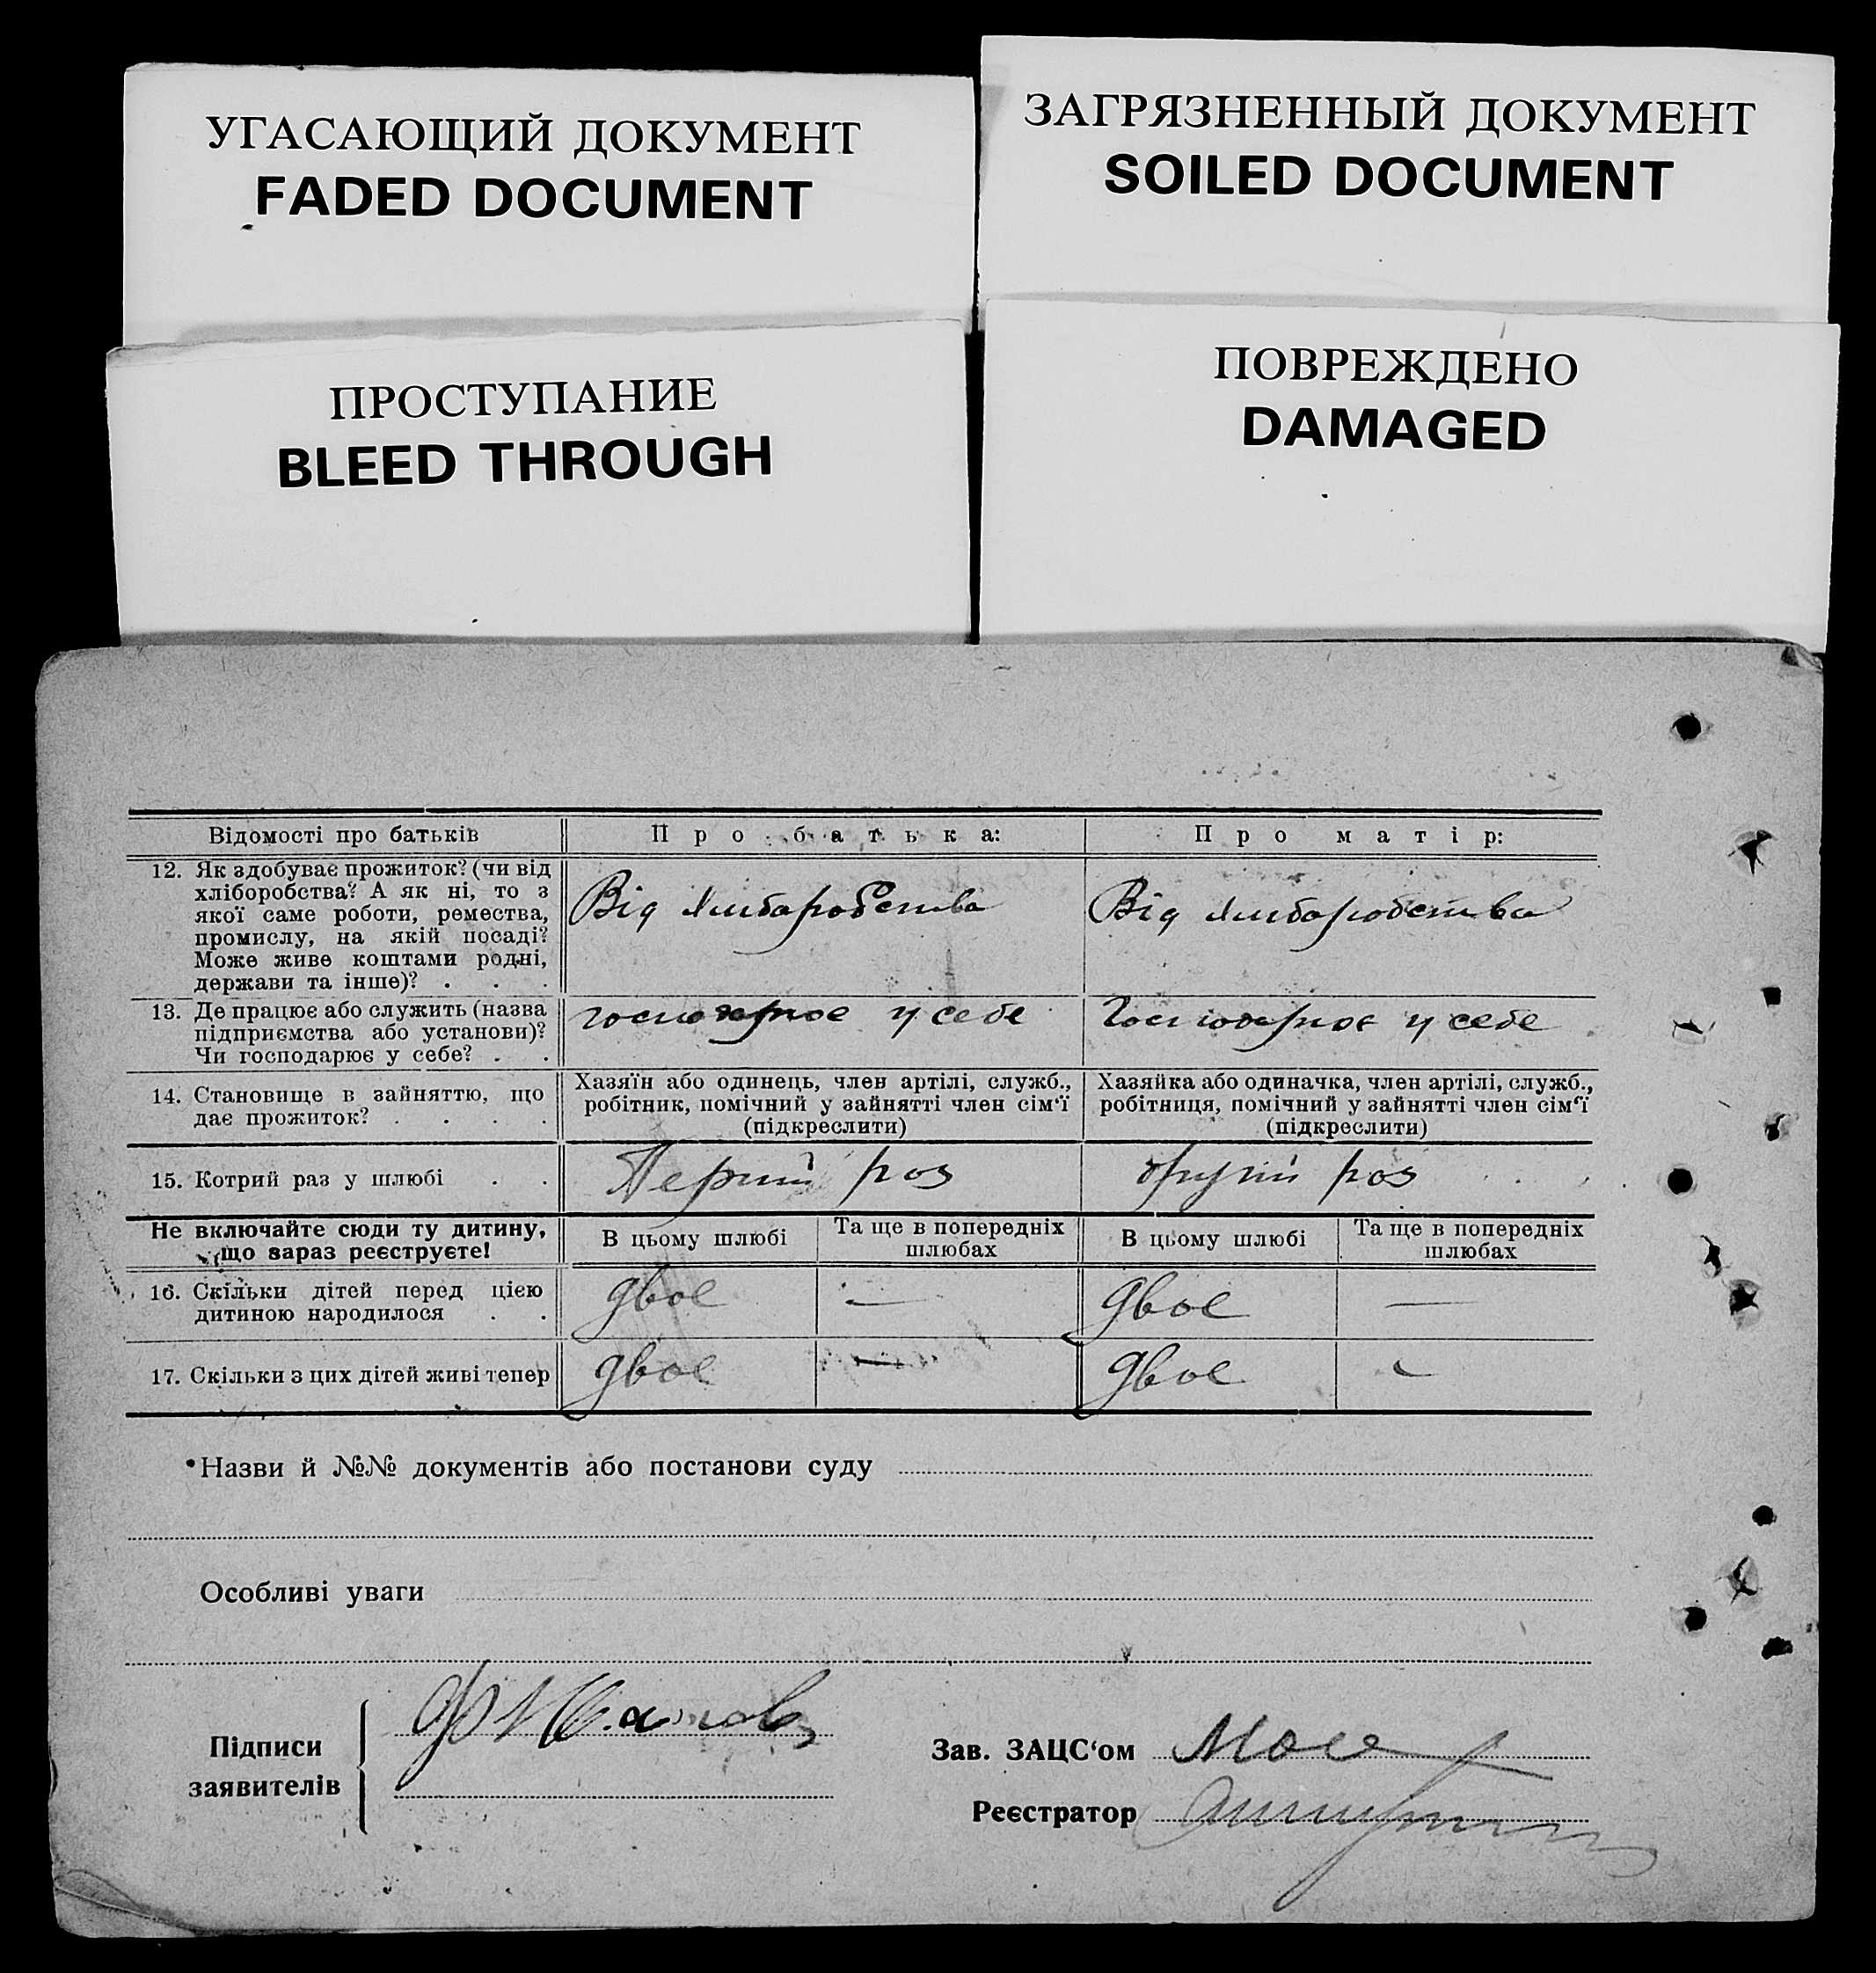 УГАСАЮЩИЙ ДОКУМЕНТ
FADED DOCUMENT
ЗАГРЯЗНЕННЫЙ ДОКУМЕНТ
SOILED DOCUMENT
ПРОСТУПАНИЕ
BLEED THROUGH
ПОВРЕЖДЕНО
DAMAGED
Відомості про батьків
Про батька:
Про матір:
12. Як здобуває прожиток? (чи від
хліборобства? А як ні, то з
якої саме роботи, ремества,
промислу, на якій посаді?
Може живе коштами родні,
держави та інше)? . . .
Від хлибаробства
Від хлибаробства
13. Де працює або служить (назва
підприємства або установи)?
Чи господарює у себе? . .
господарює у себе
Господарює у себе
14. Становище в зайняттю, що
дає прожиток? . . . .
Хазяїн або одинець, член артілі, служб.,
робітник, помічний у зайнятті член сім‘ї
(підкреслити)
Хазяйка або одиначка, член артілі, служб.,
робітниця, помічний у зайнятті член сім‘ї
(підкреслити)
15. Котрий раз у шлюбі . .
Перший раз
другий раз
Не включайте сюди ту дитину,
що зараз реєструєте!
В цьому шлюбі
Та ще в попередніх
шлюбах
В цьому шлюбі
Та ще в попередніх
шлюбах
16. Скільки дітей перед цією
дитиною народилося . .
двоє
—
двоє
—
17. Скільки з цих дітей живі тепер
двоє
—
двоє
—
*Назви й №№ документів або постанови суду
Особливі уваги
Підписи
заявителів
Зав. ЗАЦС‘ом
Реєстратор